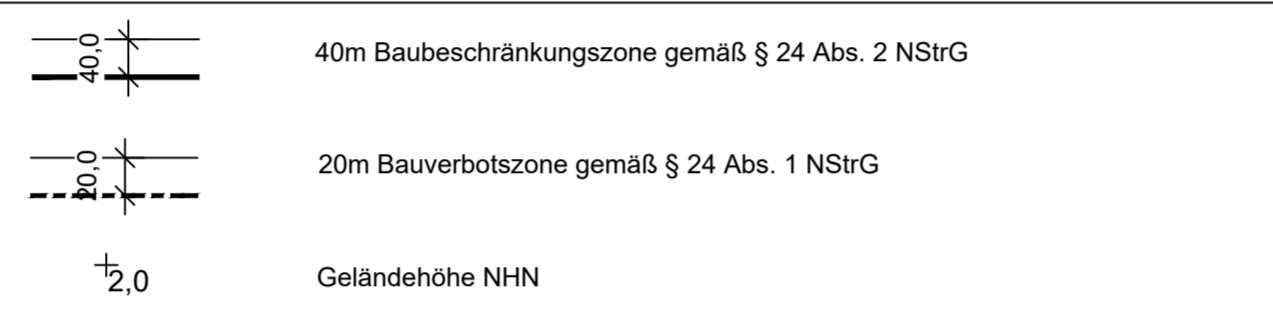 40,0 40m Baubeschränkungszone gemäß § 24 Abs. 2 NStrG
20,0 20m Bauverbotszone gemäß § 24 Abs. 1 NStrG
2,0 Geländehöhe NHN